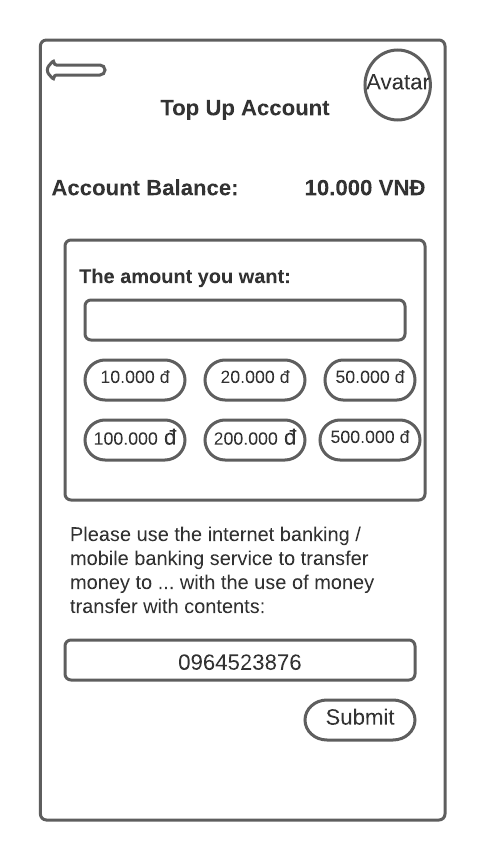 Avatar
Top Up Account
Account Balance: 10.000 VNĐ
The amount you want:
10.000 đ 20.000 đ 50.000 đ
100.000 đ 200.000 đ 500.000 đ
Please use the internet banking /
mobile banking service to transfer
money to ... with the use of money
transfer with contents:
0964523876
Submit